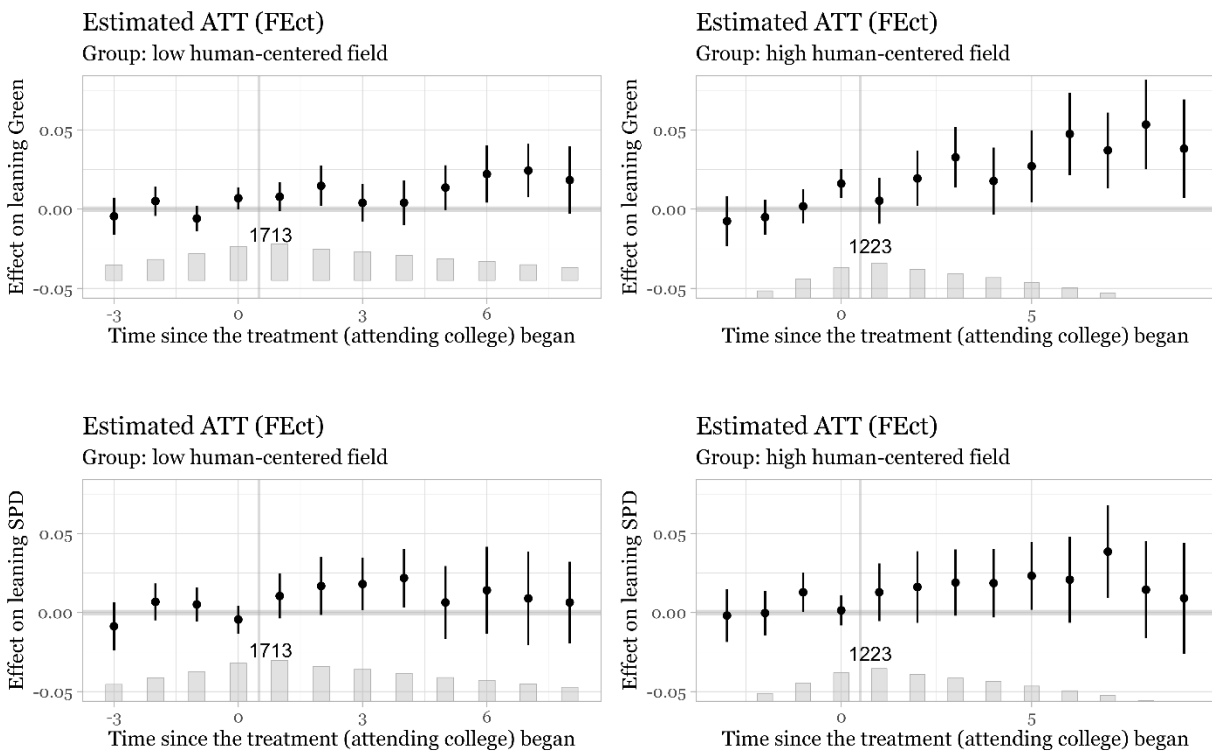 Estimated ATT (FEct)
Group: low human-centered field
Effect on leaning Green
0.05
0.00
-0.05
1713
-3 0 3 6
Time since the treatment (attending college) began
Estimated ATT (FEct)
Group: high human-centered field
Effect on leaning Green
0.05
0.00
-0.05
1223
0 5
Time since the treatment (attending college) began
Estimated ATT (FEct)
Group: low human-centered field
Effect on leaning SPD
0.05
0.00
-0.05
1713
-3 0 3 6
Time since the treatment (attending college) began
Estimated ATT (FEct)
Group: high human-centered field
Effect on leaning SPD
0.05
0.00
-0.05
1223
0 5
Time since the treatment (attending college) began